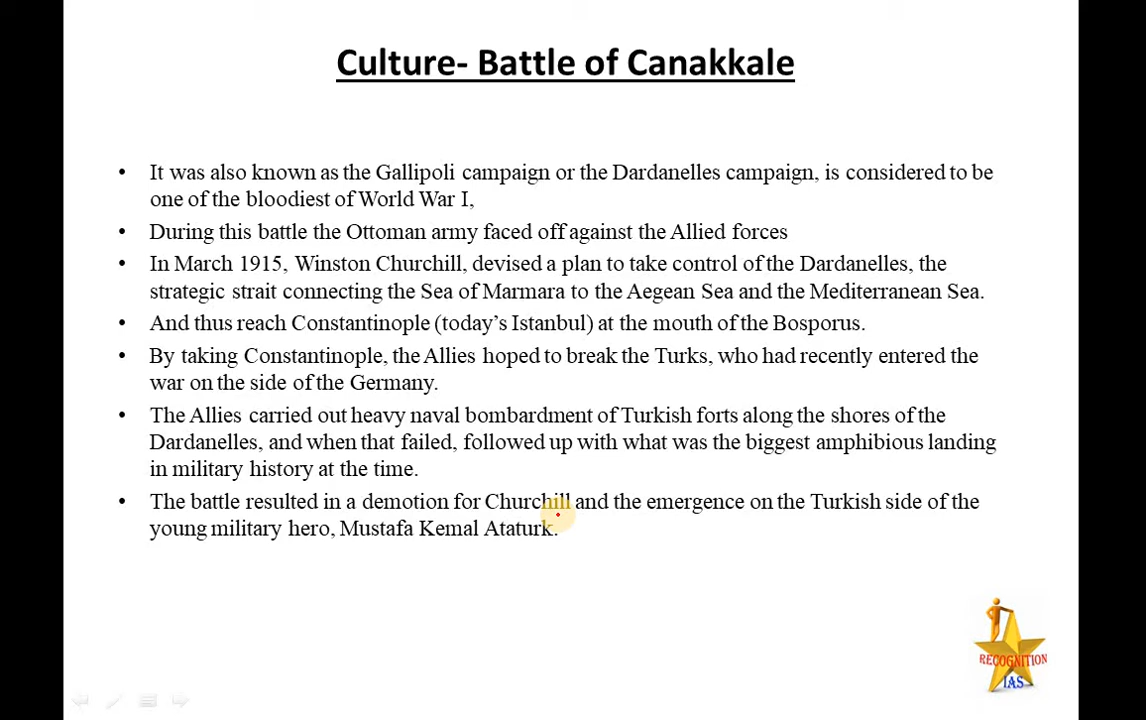 Culture- Battle of Canakkale
• It was also known as the Gallipoli campaign or the Dardanelles campaign, is considered to be
one of the bloodiest of World War I,
• During this battle the Ottoman army faced off against the Allied forces
• In March 1915, Winston Churchill, devised a plan to take control of the Dardanelles, the
strategic strait connecting the Sea of Marmara to the Aegean Sea and the Mediterranean Sea.
• And thus reach Constantinople (today's Istanbul) at the mouth of the Bosporus.
• By taking Constantinople, the Allies hoped to break the Turks, who had recently entered the
war on the side of the Germany.
• The Allies carried out heavy naval bombardment of Turkish forts along the shores of the
Dardanelles, and when that failed, followed up with what was the biggest amphibious landing
in military history at the time.
• The battle resulted in a demotion for Churchill and the emergence on the Turkish side of the
young military hero, Mustafa Kemal Ataturk.
RECOGNITION
IAS